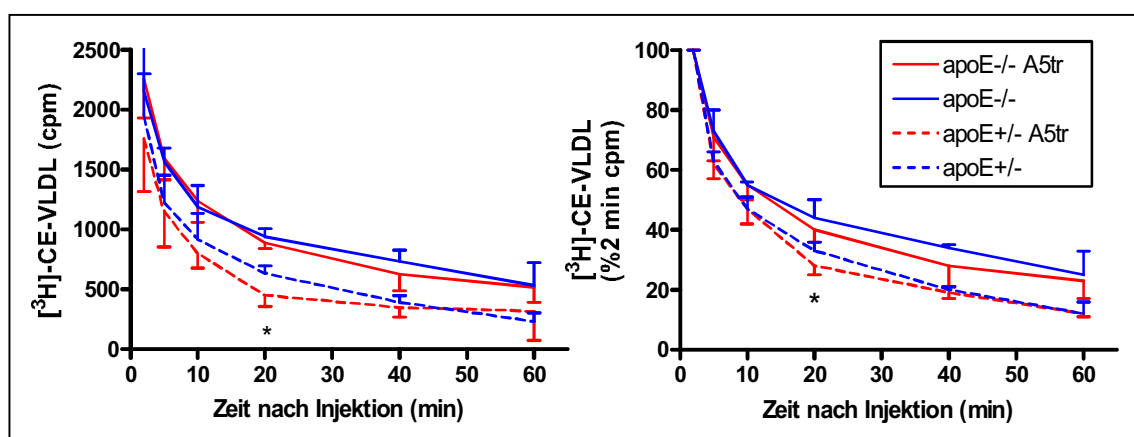 2500
2000
1500
1000
500
0
[³H]-CE-VLDL (cpm)
0 10 20 30 40 50 60
Zeit nach Injektion (min)
*
100
80
60
40
20
0
[³H]-CE-VLDL
(%2 min cpm)
0 10 20 30 40 50 60
Zeit nach Injektion (min)
*
apoE-/- A5tr
apoE-/-
apoE+/- A5tr
apoE+/-